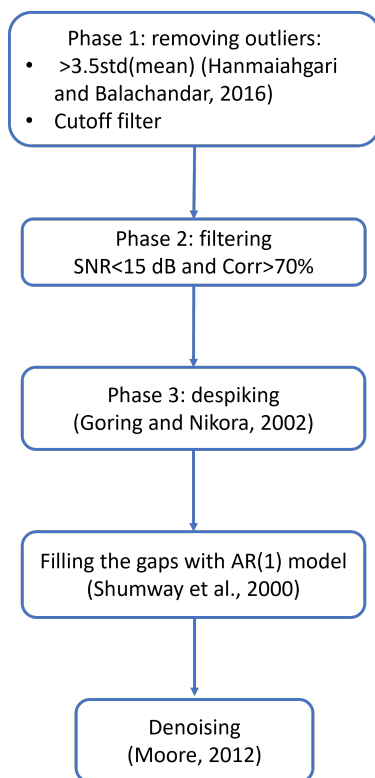 Phase 1: removing outliers:
• >3.5std(mean) (Hanmaiahgari
and Balachandar, 2016)
• Cutoff filter
Phase 2: filtering
SNR<15 dB and Corr>70%
Phase 3: despiking
(Goring and Nikora, 2002)
Filling the gaps with AR(1) model
(Shumway et al., 2000)
Denoising
(Moore, 2012)